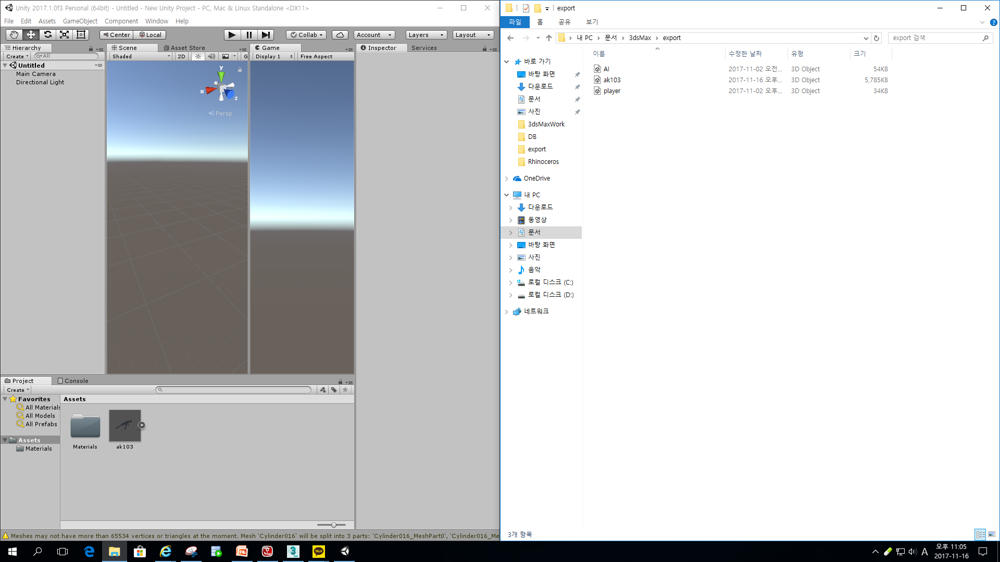 Unity 2017.1.0f3 Personal (64bit) - Untitled - New Unity Project - PC, Mac & Linux Standalone <DX11>
File Edit Assets GameObject Component Window Help
Center Local Collab Account Layers Layout
Hierarchy
Create All
Untitled
Main Camera
Directional Light
Scene Asset Store
Shaded 2D G
y
x
z
Persp
Game
Display 1 Free Aspect
Inspector Services
Project Console
Create
Favorites
All Materials
All Models
All Prefabs
Assets
Materials
Assets
Materials ak103
Meshes may not have more than 65534 vertices or triangles at the moment. Mesh 'Cylinder016' will be split into 3 parts: 'Cylinder016_MeshPart0', 'Cylinder016_Me
export
파일 홈 공유 보기
내 PC 문서 3dsMax export
export 검색
바로 가기
바탕 화면
다운로드
문서
사진
3dsMaxWork
DB
export
Rhinoceros
OneDrive
내 PC
다운로드
동영상
문서
바탕 화면
사진
음악
로컬 디스크 (C:)
로컬 디스크 (D:)
네트워크
이름 수정한 날짜 유형 크기
AI 2017-11-02 오전... 3D Object 54KB
ak103 2017-11-16 오후... 3D Object 5,785KB
player 2017-11-02 오후... 3D Object 34KB
3개 항목
TALK
A
오후 11:05
2017-11-16